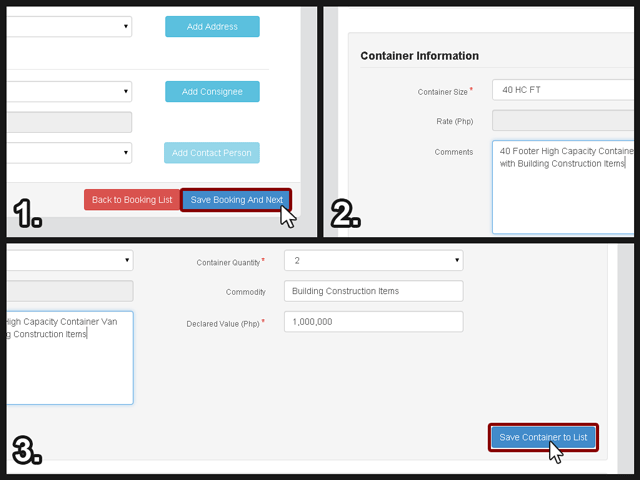 Add Address
Add Consignee
Add Contact Person
Back to Booking List
Save Booking And Next
1.
Container Information
Container Size *
40 HC FT
Rate (Php)
Comments
40 Footer High Capacity Containe
with Building Construction Items
2.
Container Quantity *
2
Commodity
Building Construction Items
High Capacity Container Van
g Construction Items
Declared Value (Php) *
1,000,000
Save Container to List
3.